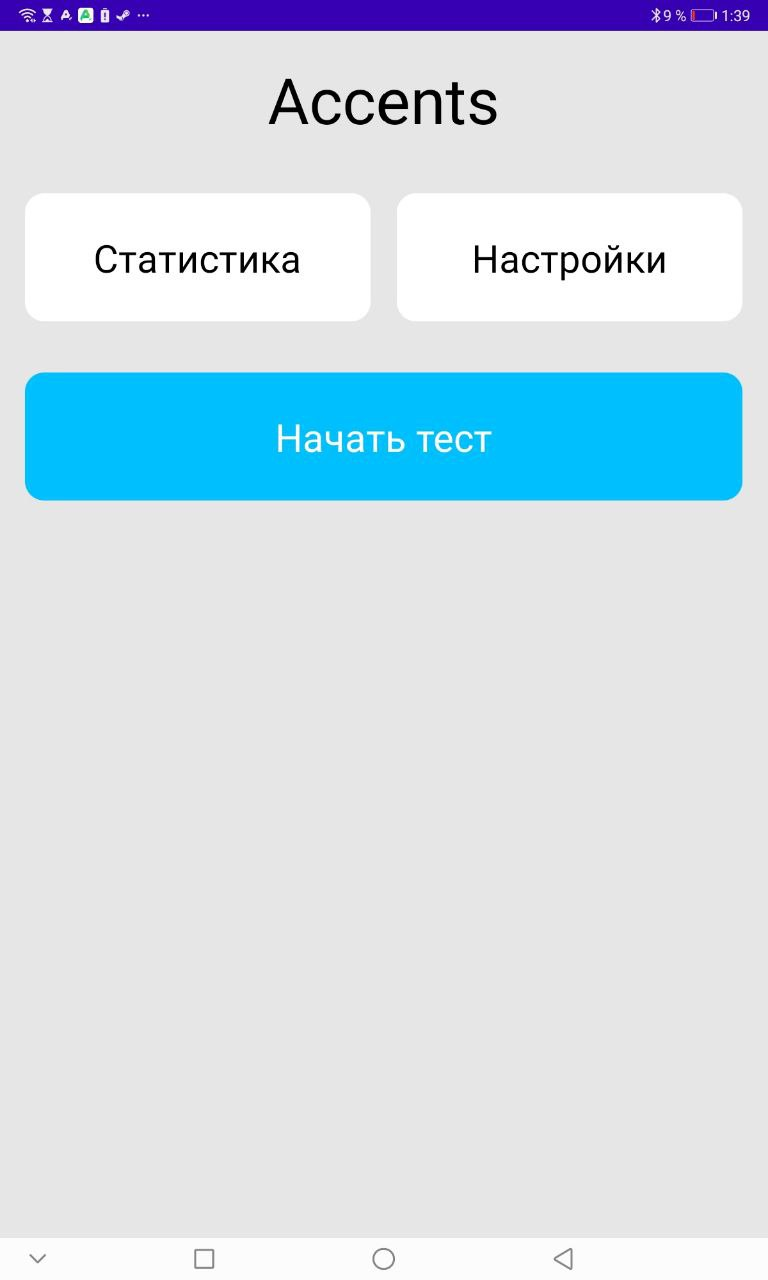 9 % 1:39
Accents
Статистика
Настройки
Начать тест